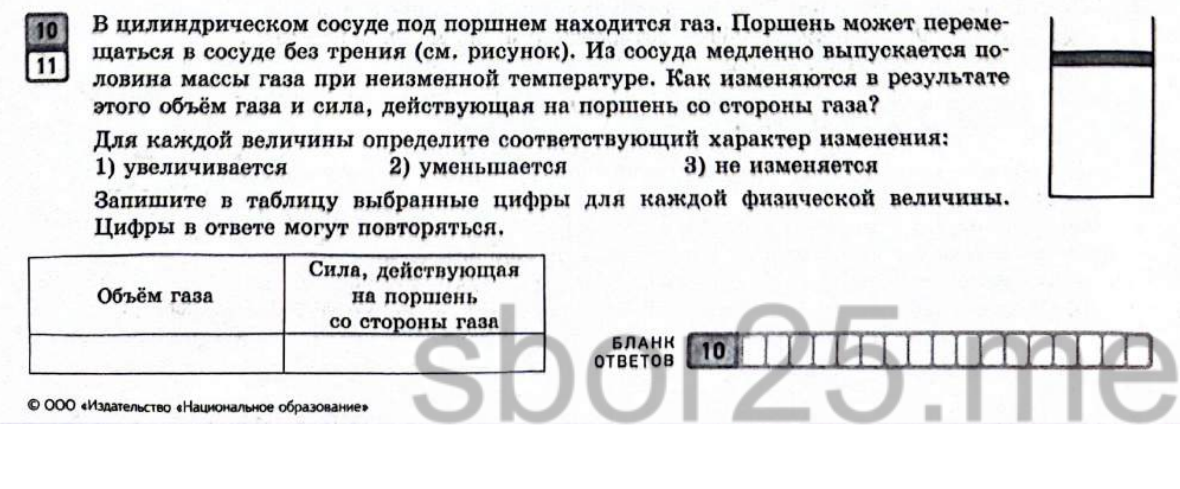 10
11
В цилиндрическом сосуде под поршнем находится газ. Поршень может переме-
щаться в сосуде без трения (см. рисунок). Из сосуда медленно выпускается по-
ловина массы газа при неизменной температуре. Как изменяются в результате
этого объём газа и сила, действующая на поршень со стороны газа?
Для каждой величины определите соответствующий характер изменения:
1) увеличивается 2) уменьшается 3) не изменяется
Запишите в таблицу выбранные цифры для каждой физической величины.
Цифры в ответе могут повторяться.
Объём газа
Сила, действующая
на поршень
со стороны газа
БЛАНК
ОТВЕТОВ
10
© ООО «Издательство «Национальное образование»
sbor25.me